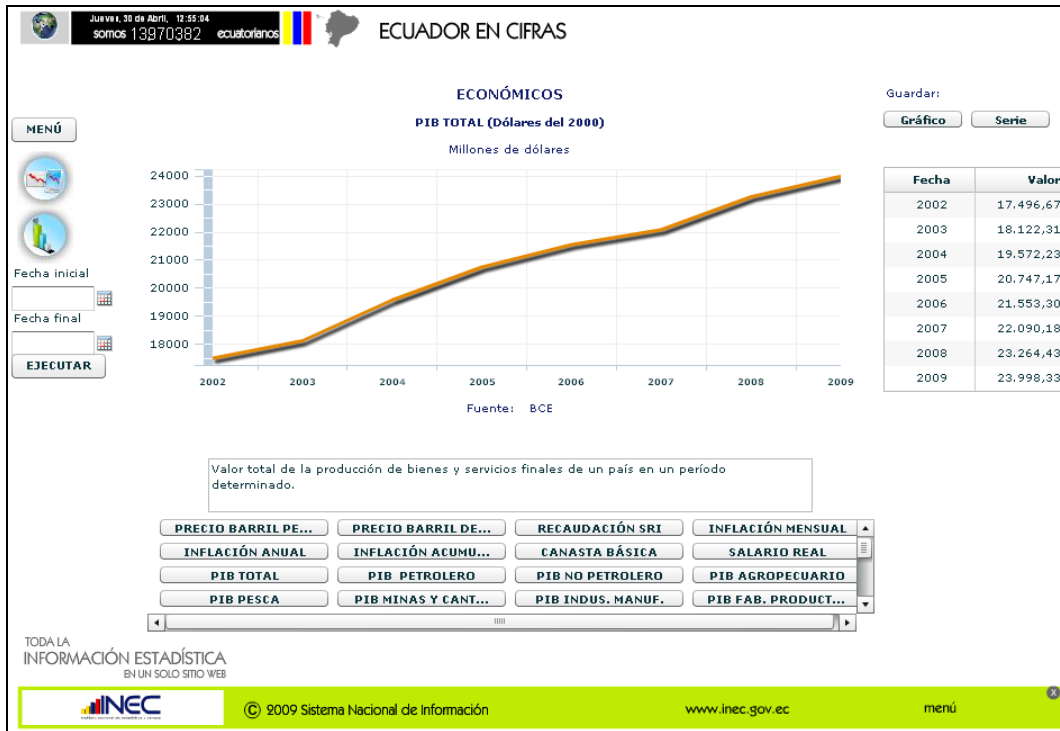 Jueves, 30 de Abril, 12:55:04
somos 13970382 ecuatorianos
ECUADOR EN CIFRAS
ECONÓMICOS
PIB TOTAL (Dólares del 2000)
Millones de dólares
Guardar:
Gráfico Serie
MENÚ
Fecha inicial
Fecha final
EJECUTAR
24000
23000
22000
21000
20000
19000
18000
2002 2003 2004 2005 2006 2007 2008 2009
Fuente: BCE
Fecha Valor
2002 17.496,67
2003 18.122,31
2004 19.572,23
2005 20.747,17
2006 21.553,30
2007 22.090,18
2008 23.264,43
2009 23.998,33
Valor total de la producción de bienes y servicios finales de un país en un período
determinado.
PRECIO BARRIL PE... PRECIO BARRIL DE... RECAUDACIÓN SRI INFLACIÓN MENSUAL
INFLACIÓN ANUAL INFLACIÓN ACUMU... CANASTA BÁSICA SALARIO REAL
PIB TOTAL PIB PETROLERO PIB NO PETROLERO PIB AGROPECUARIO
PIB PESCA PIB MINAS Y CANT... PIB INDUS. MANUF. PIB FAB. PRODUCT...
TODA LA
INFORMACIÓN ESTADÍSTICA
EN UN SOLO SITIO WEB
INEC
© 2009 Sistema Nacional de Información
www.inec.gov.ec
menú
X